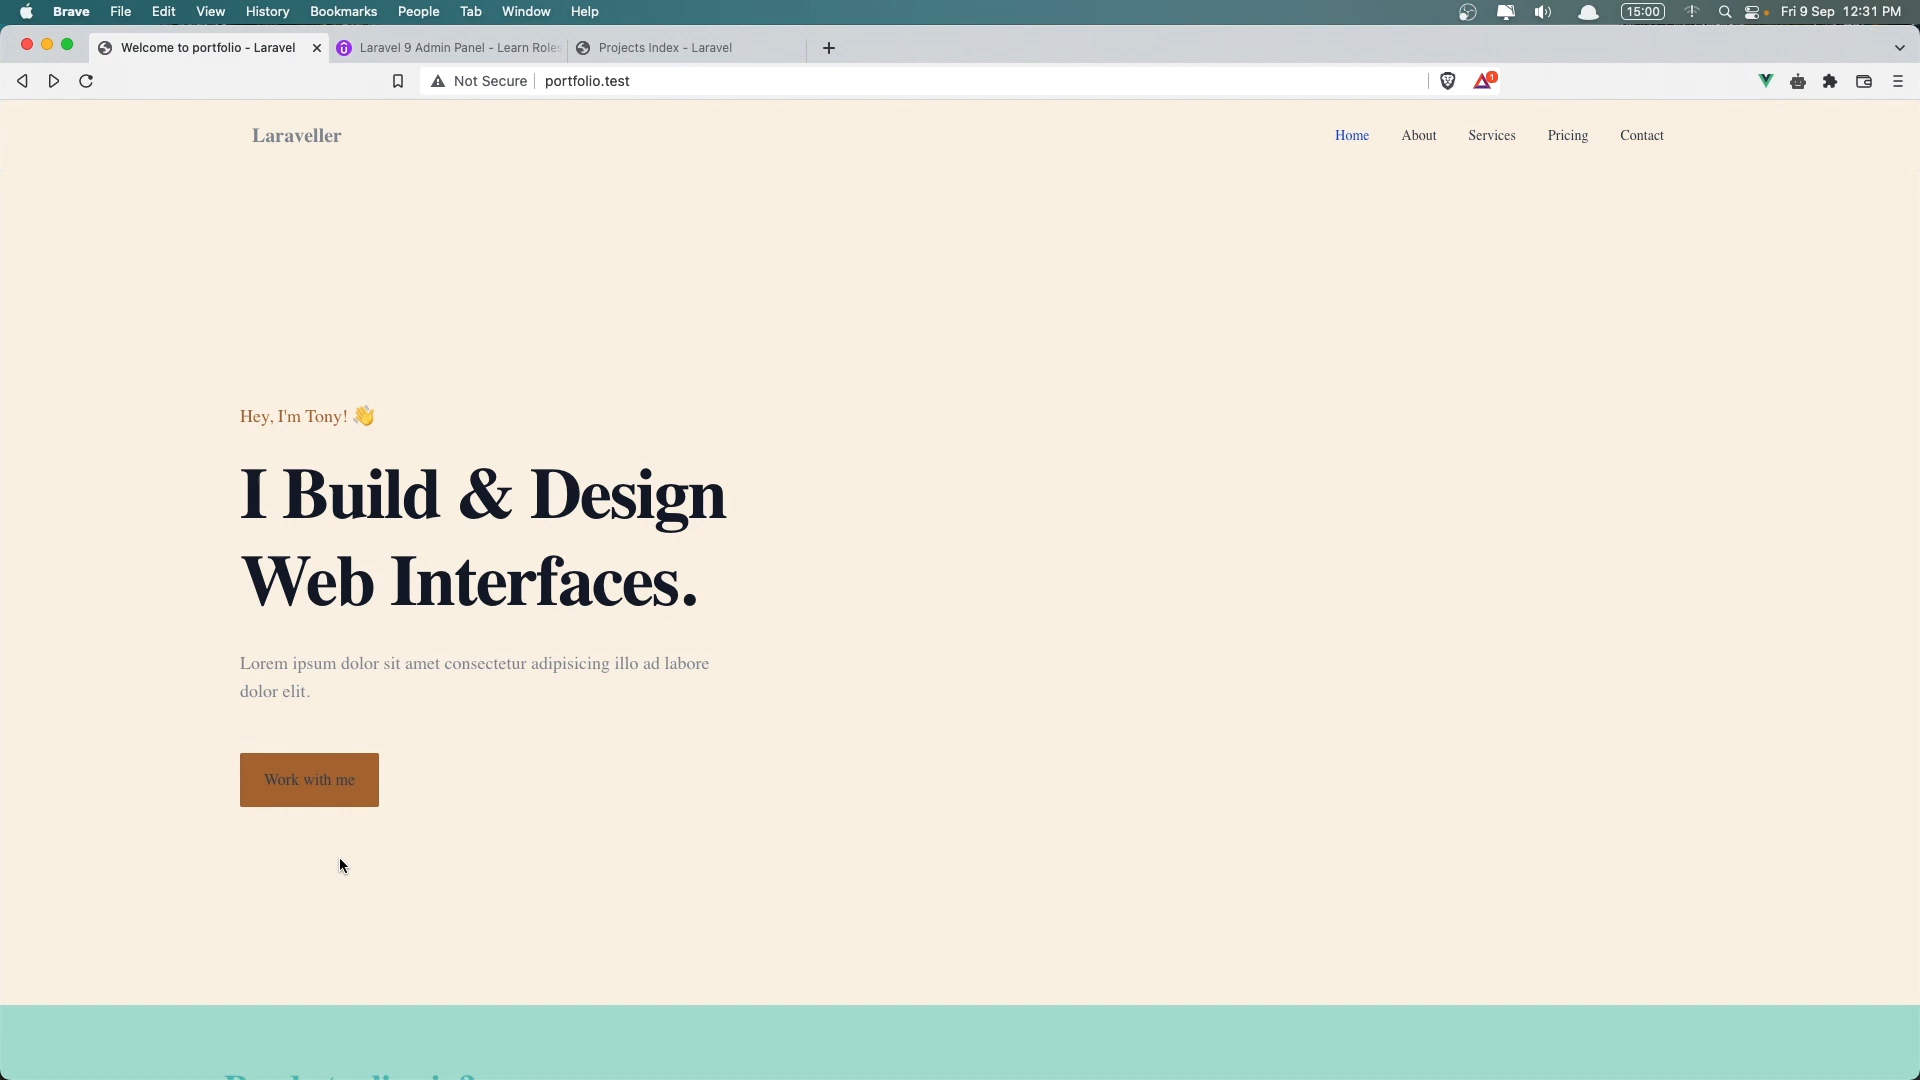 Brave File Edit View History Bookmarks People Tab Window Help 15:00 Fri 9 Sep 12:31 PM
Welcome to portfolio - Laravel Laravel 9 Admin Panel - Learn Roles Projects Index - Laravel
Not Secure portfolio.test 1
Laraveller Home About Services Pricing Contact
Hey, I'm Tony! 👋
I Build & Design
Web Interfaces.
Lorem ipsum dolor sit amet consectetur adipisicing illo ad labore
dolor elit.
Work with me